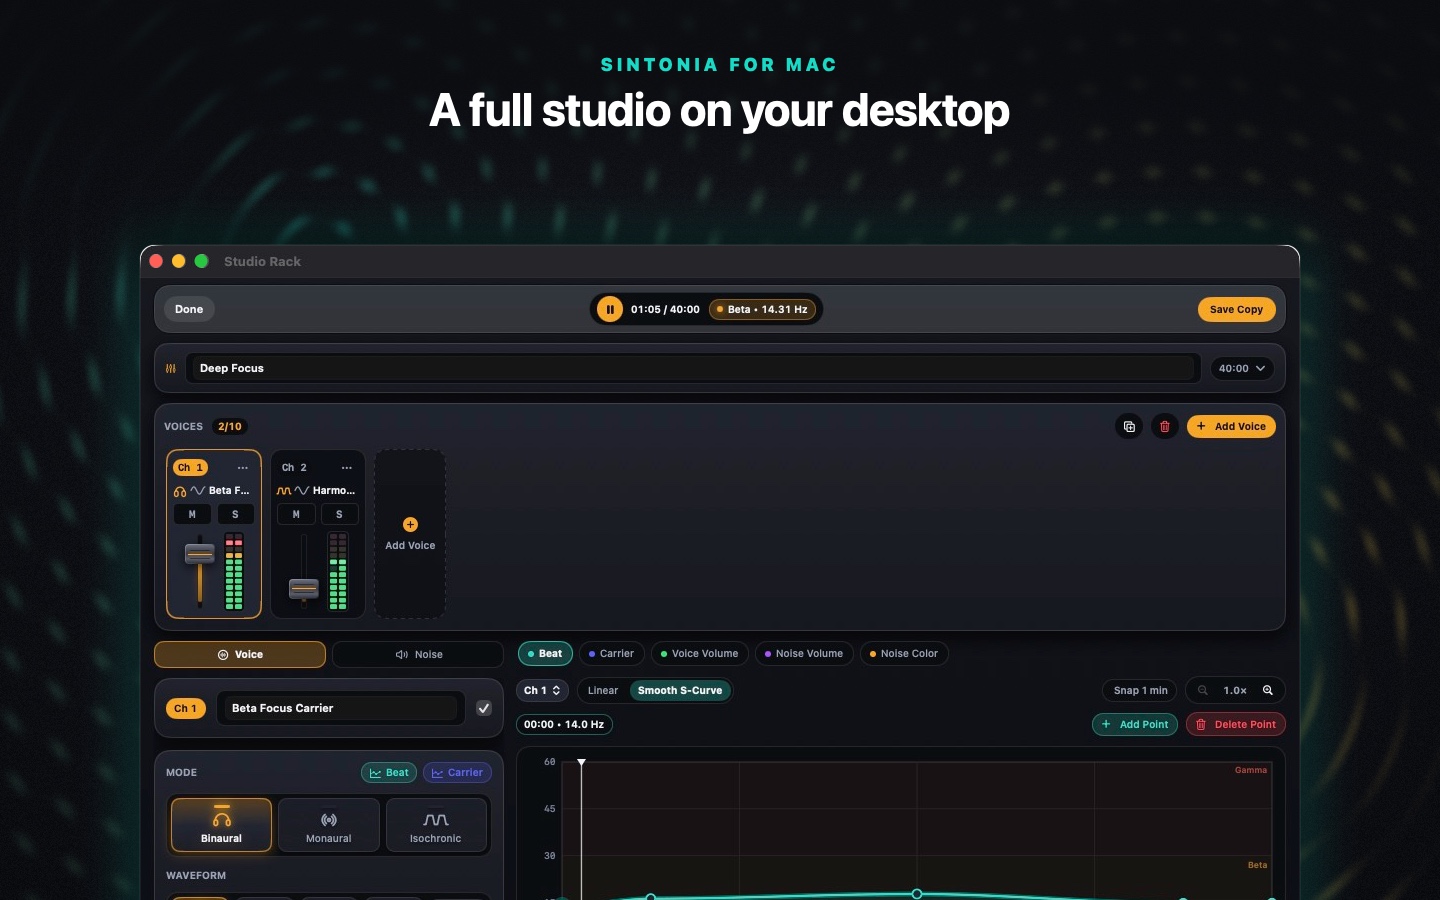 SINTONIA FOR MAC
A full studio on your desktop
Studio Rack
Done
01:05 / 40:00
Beta • 14.31 Hz
Save Copy
Deep Focus
40:00
VOICES 2/10
+ Add Voice
Ch 1 ...
Beta F...
M S
Ch 2 ...
Harmo...
M S
Add Voice
Voice
Noise
Beat
Carrier
Voice Volume
Noise Volume
Noise Color
Ch 1
Linear
Smooth S-Curve
Snap 1 min
1.0×
00:00 • 14.0 Hz
+ Add Point
Delete Point
Ch 1
Beta Focus Carrier
MODE
Beat
Carrier
Binaural
Monaural
Isochronic
WAVEFORM
60
Gamma
45
30
Beta